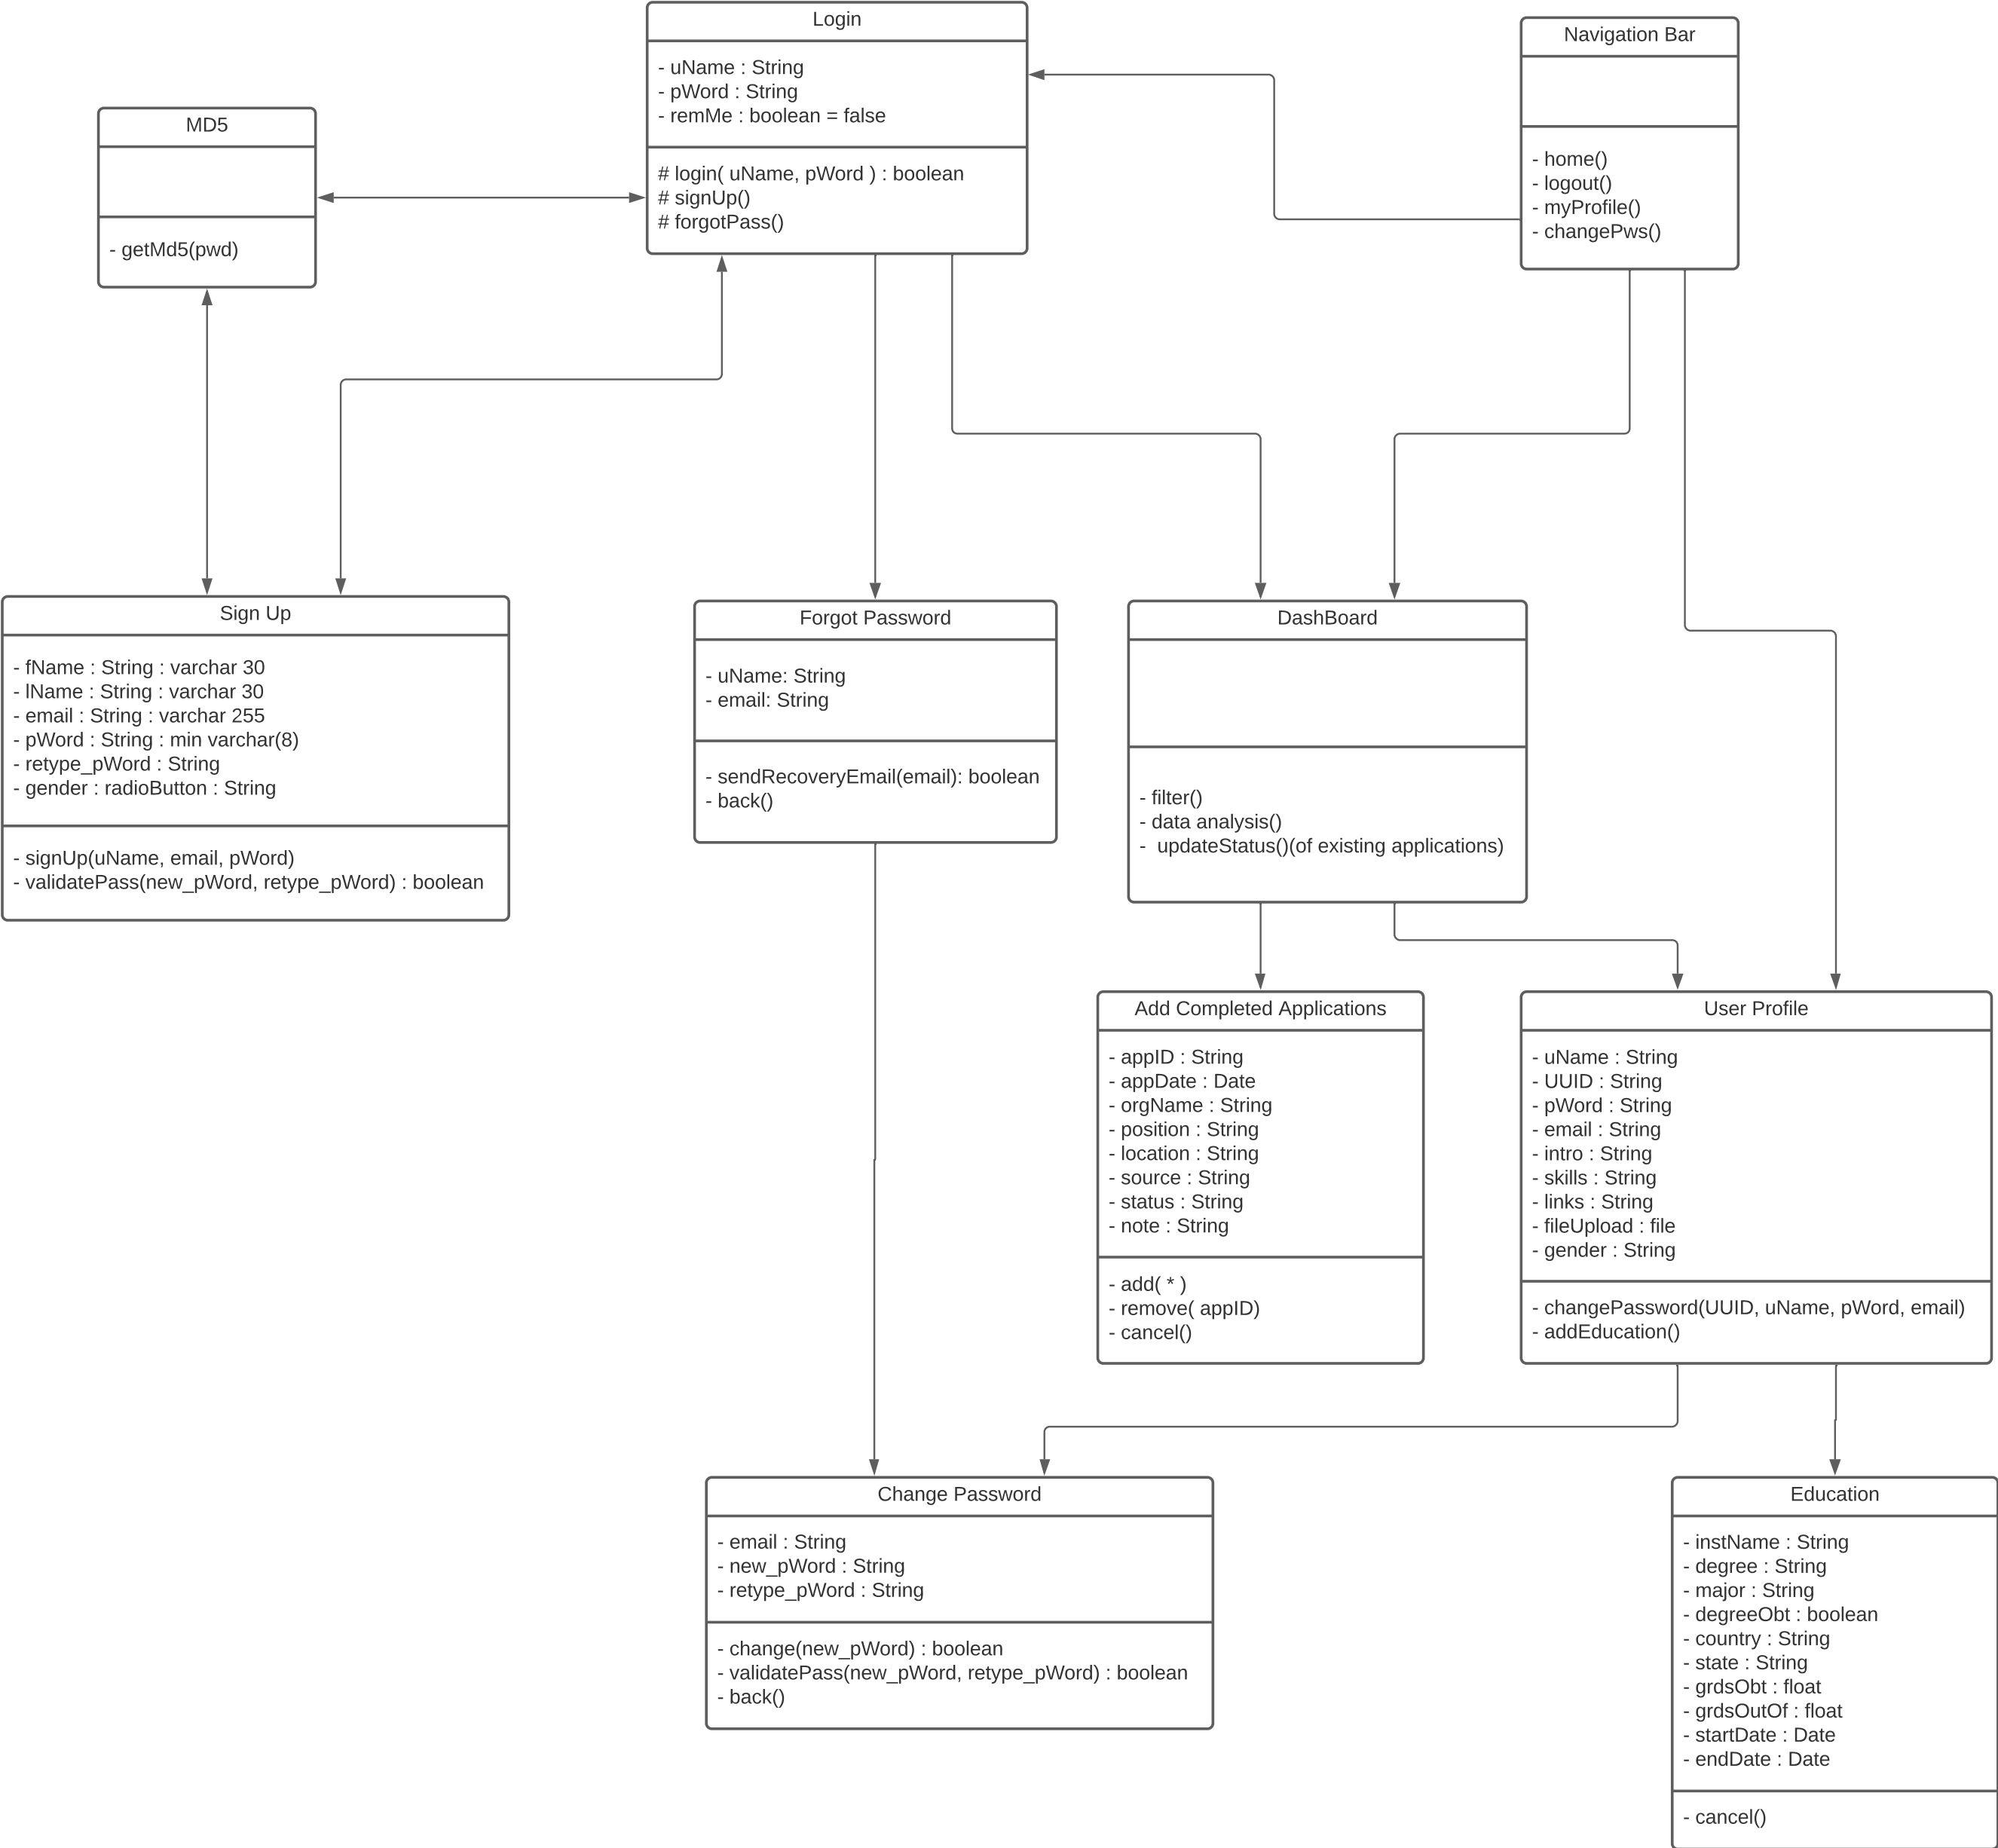 Login
- uName : String
- pWord : String
- remMe : boolean = false
# login( uName, pWord ) : boolean
# signUp()
# forgotPass()
Navigation Bar
- home()
- logout()
- myProfile()
- changePws()
MD5
- getMd5(pwd)
Sign Up
- fName : String : varchar 30
- lName : String : varchar 30
- email : String : varchar 255
- pWord : String : min varchar(8)
- retype_pWord : String
- gender : radioButton : String
- signUp(uName, email, pWord)
- validatePass(new_pWord, retype_pWord) : boolean
Forgot Password
- uName: String
- email: String
- sendRecoveryEmail(email): boolean
- back()
DashBoard
- filter()
- data analysis()
-  updateStatus()(of existing applications)
Add Completed Applications
- appID : String
- appDate : Date
- orgName : String
- position : String
- location : String
- source : String
- status : String
- note : String
- add( * )
- remove( appID)
- cancel()
User Profile
- uName : String
- UUID : String
- pWord : String
- email : String
- intro : String
- skills : String
- links : String
- fileUpload : file
- gender : String
- changePassword(UUID, uName, pWord, email)
- addEducation()
Change Password
- email : String
- new_pWord : String
- retype_pWord : String
- change(new_pWord) : boolean
- validatePass(new_pWord, retype_pWord) : boolean
- back()
Education
- instName : String
- degree : String
- major : String
- degreeObt : boolean
- country : String
- state : String
- grdsObt : float
- grdsOutOf : float
- startDate : Date
- endDate : Date
- cancel()